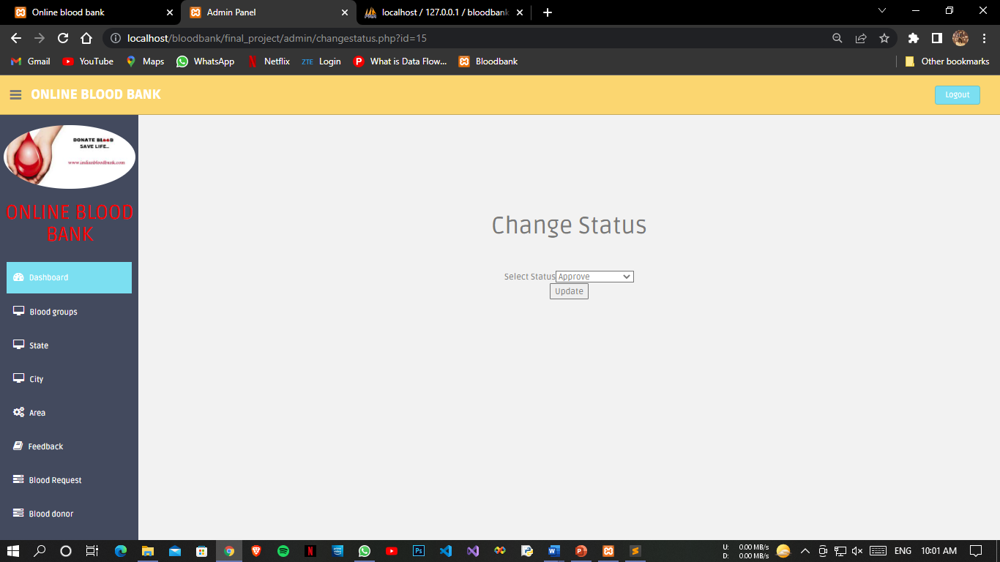 Online blood bank
Admin Panel
localhost / 127.0.0.1 / bloodbank
localhost/bloodbank/final_project/admin/changestatus.php?id=15
Gmail
YouTube
Maps
WhatsApp
Netflix
ZTE Login
What is Data Flow...
Bloodbank
Other bookmarks
ONLINE BLOOD BANK
Logout
DONATE BLOOD
SAVE LIFE..
www.indianbloodbank.com
ONLINE BLOOD
BANK
Dashboard
Blood groups
State
City
Area
Feedback
Blood Request
Blood donor
Change Status
Select Status Approve
Update
U: 0.00 MB/s
D: 0.00 MB/s
ENG
10:01 AM